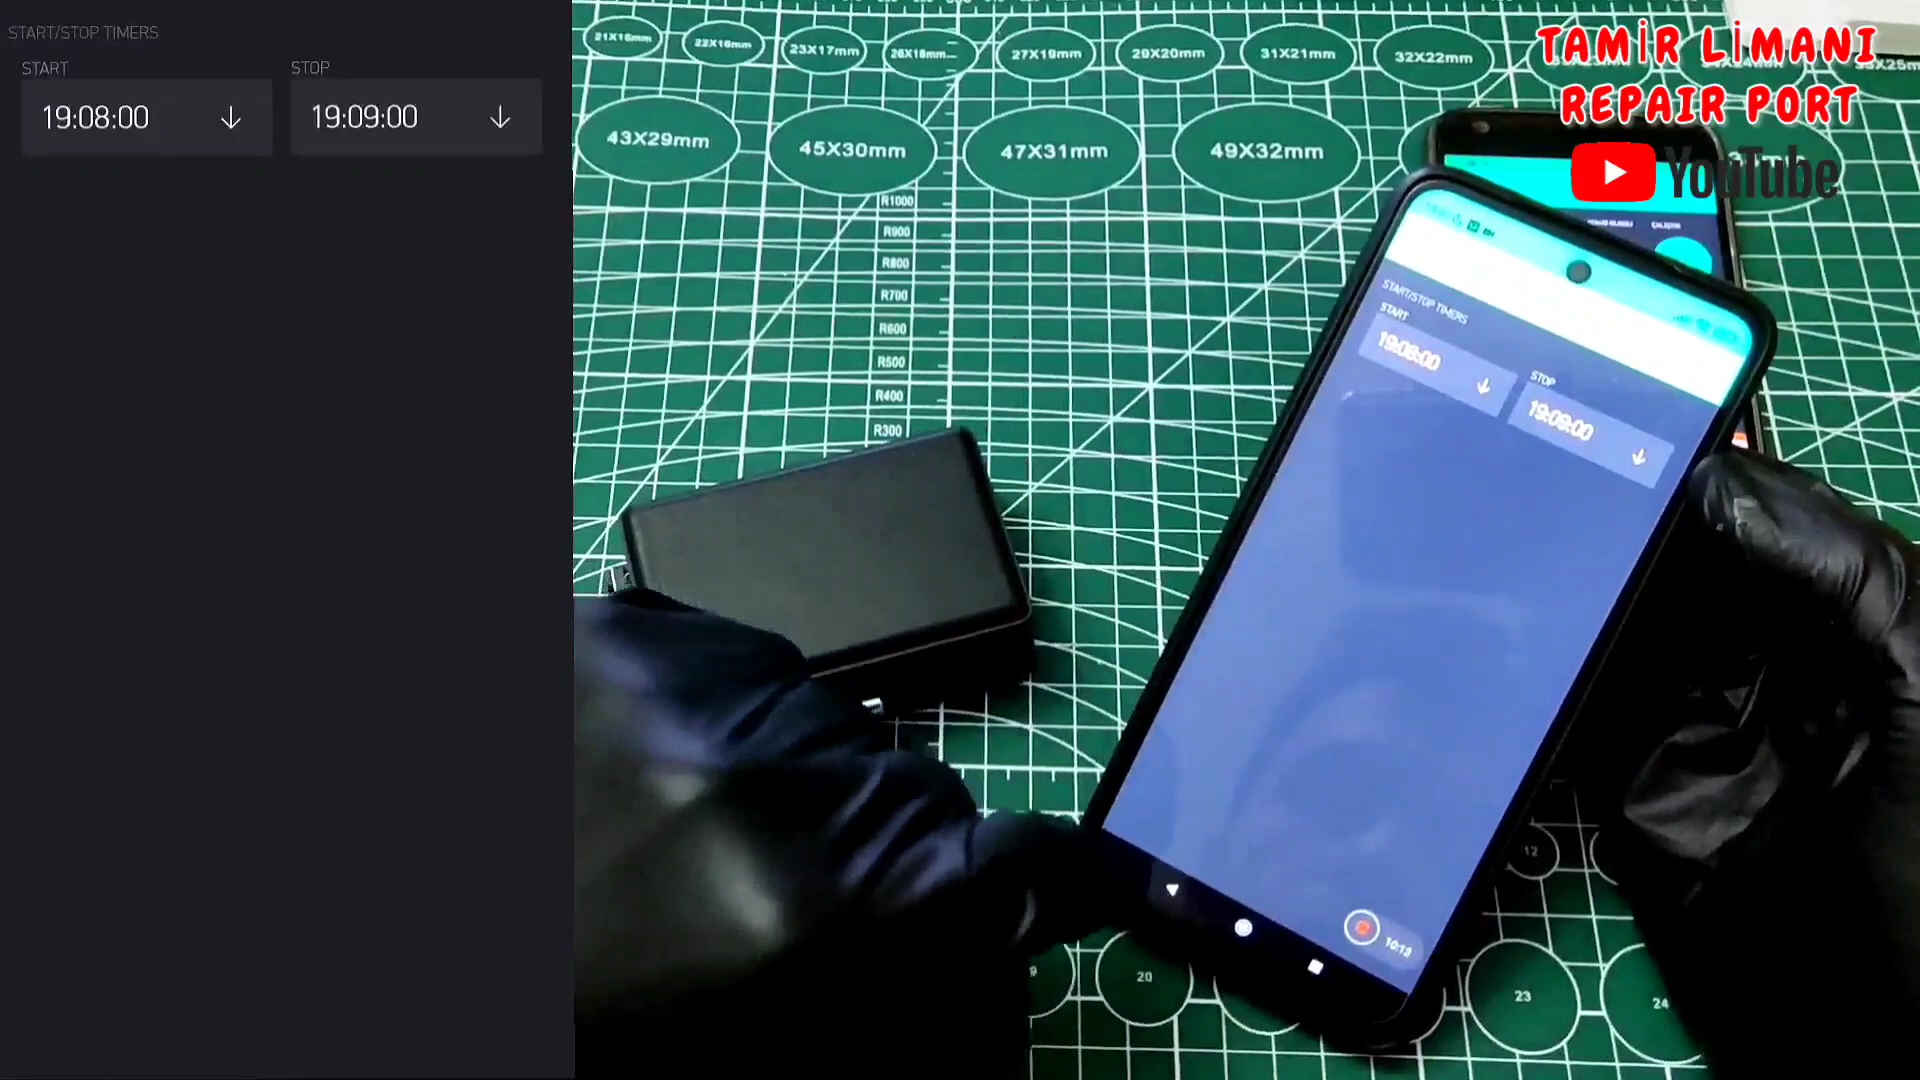 START/STOP TIMERS
START
STOP
19:08:00
19:09:00
21X16mm
22X16mm
23X17mm
26X18mm
27X19mm
29X20mm
31X21mm
32X22mm
43X29mm
45X30mm
47X31mm
49X32mm
R1000
R900
R800
R700
R600
R500
R400
R300
TAMİR LİMANI
REPAIR PORT
YouTube
START/STOP TIMERS
START
19:08:00
STOP
19:09:00
10:13
12
20
23
24